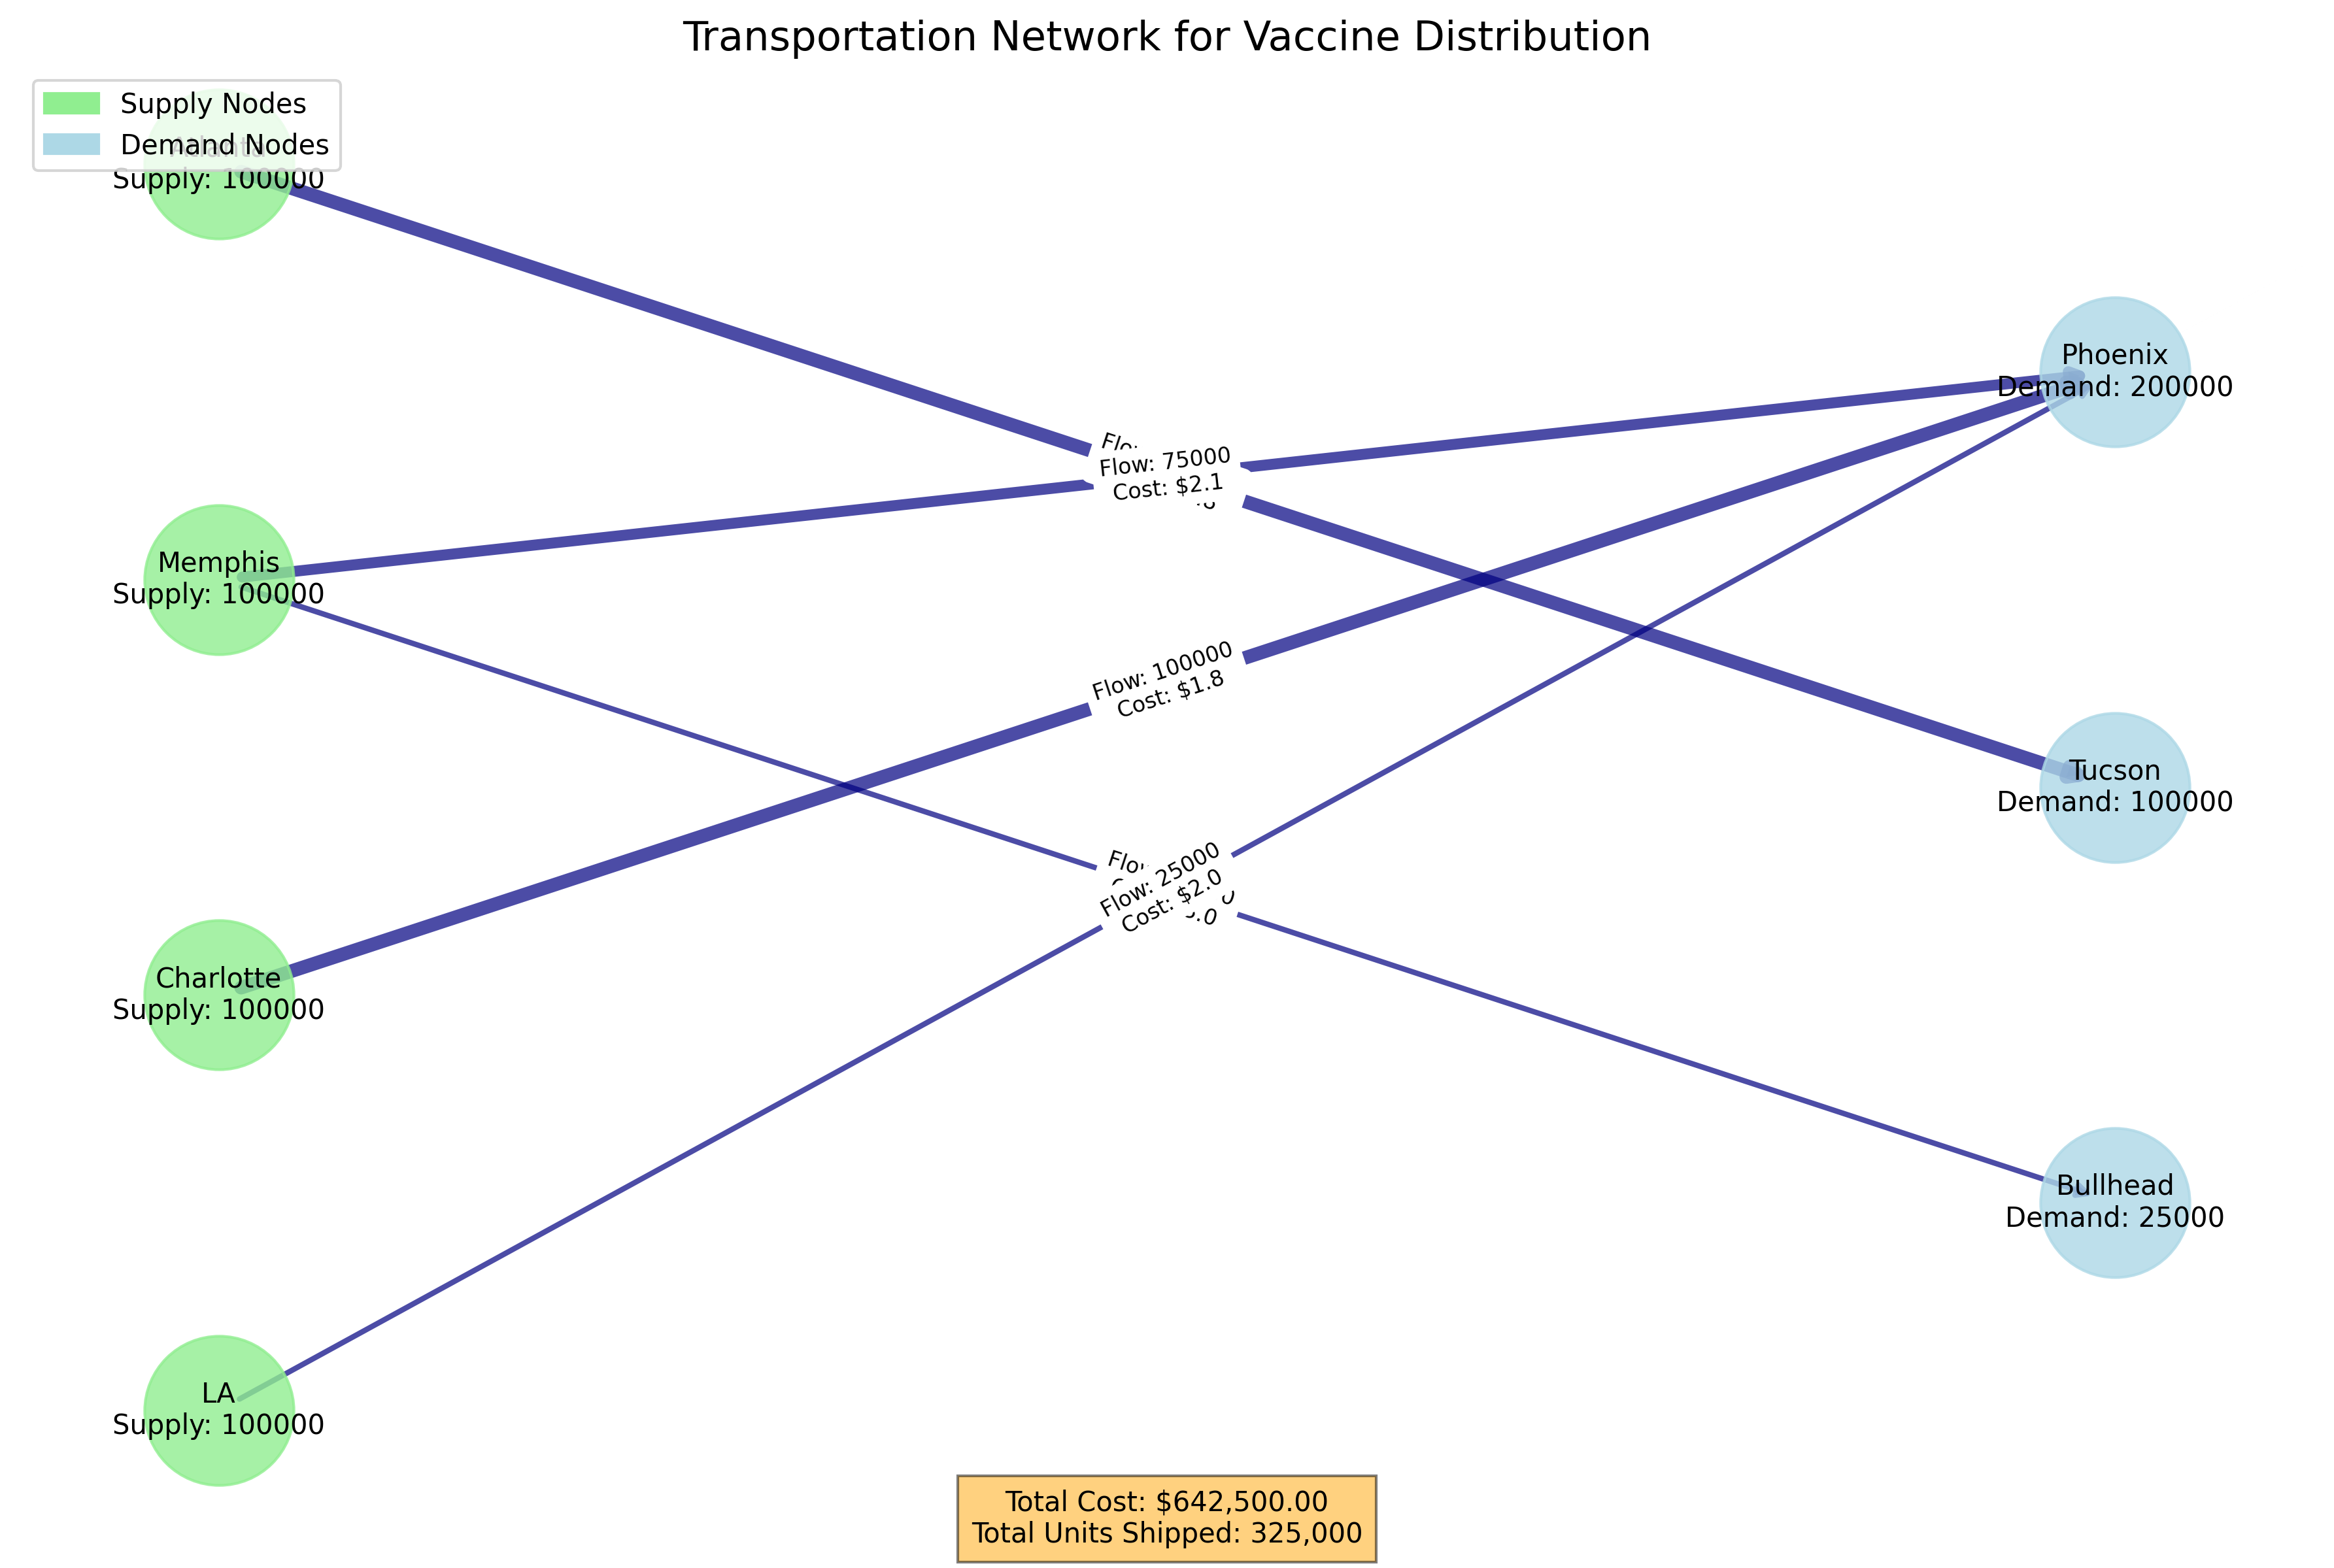 Transportation Network for Vaccine Distribution
Supply Nodes
Demand Nodes
Atlanta
Supply: 100000
Phoenix
Demand: 200000
Flow: 75000
Cost: $2.1
Memphis
Supply: 100000
Flow: 100000
Cost: $1.8
Tucson
Demand: 100000
Flow: 25000
Cost: $2.0
Charlotte
Supply: 100000
Bullhead
Demand: 25000
LA
Supply: 100000
Total Cost: $642,500.00
Total Units Shipped: 325,000